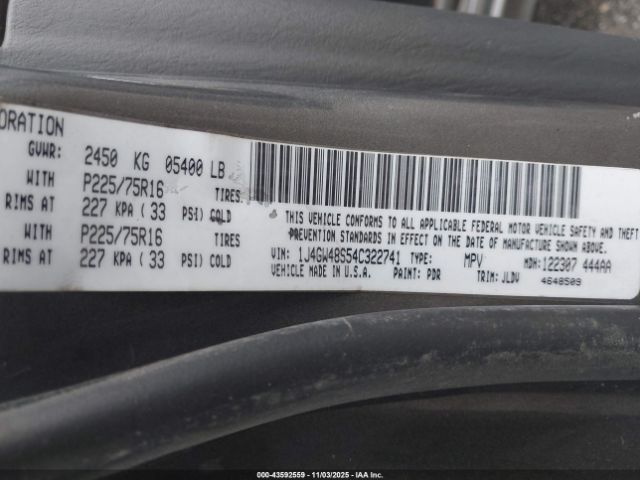 ORATION
GVWR: 2450 KG 05400 LB
WITH P225/75R16 TIRES
RIMS AT 227 KPA ( 33 PSI) COLD
WITH P225/75R16 TIRES
RIMS AT 227 KPA ( 33 PSI) COLD
THIS VEHICLE CONFORMS TO ALL APPLICABLE FEDERAL MOTOR VEHICLE SAFETY AND THEFT
PREVENTION STANDARDS IN EFFECT ON THE DATE OF MANUFACTURE SHOWN ABOVE.
VIN: 1J4GW48S54C322741 TYPE: MPV MDH: 122307 444AA
VEHICLE MADE IN U.S.A. PAINT: PDR TRIM: JLDV 4648509
000-43592559 - 11/03/2025 - IAA Inc.